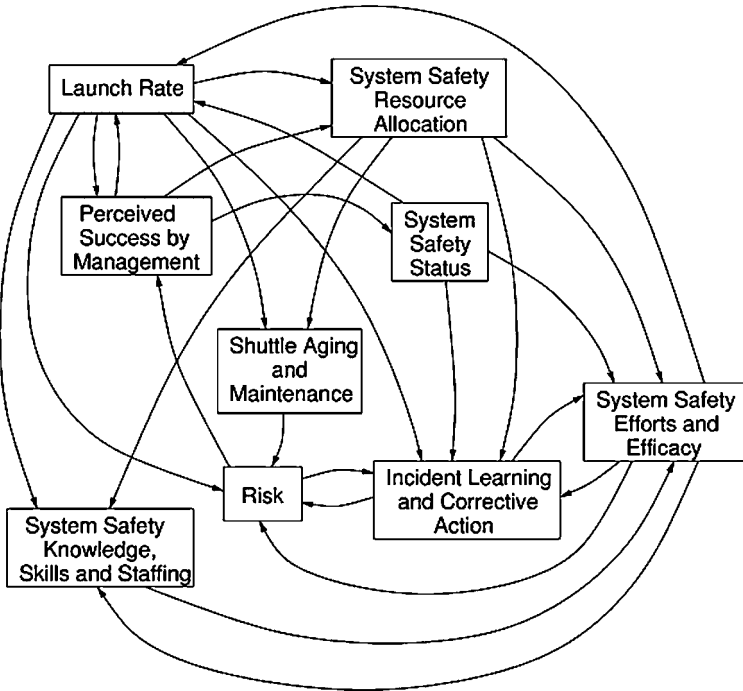 Launch Rate
System Safety
Resource
Allocation
Perceived
Success by
Management
System
Safety
Status
Shuttle Aging
and
Maintenance
System Safety
Efforts and
Efficacy
Risk
Incident Learning
and Corrective
Action
System Safety
Knowledge,
Skills and Staffing